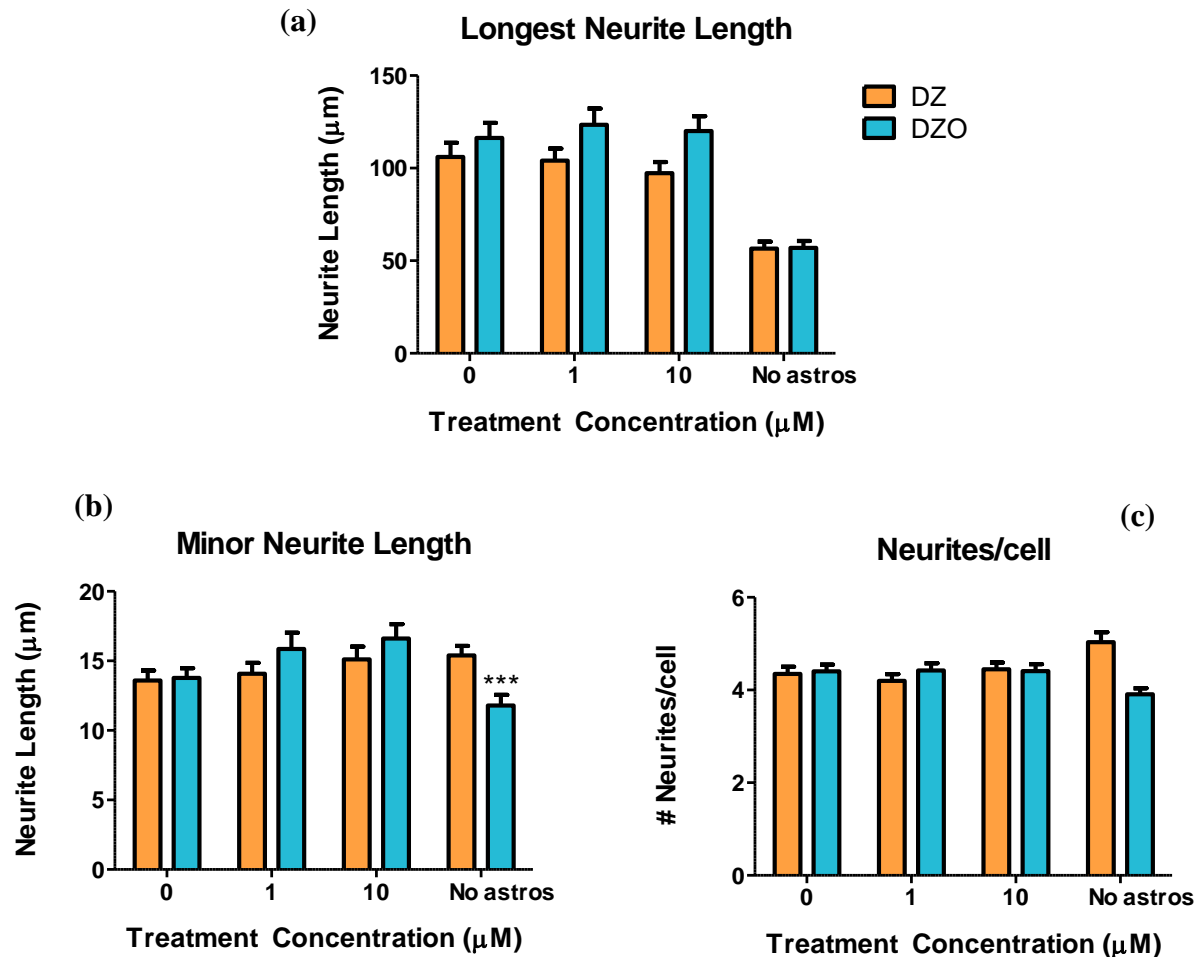 (a) Longest Neurite Length
Neurite Length (μm)
150
100
50
0
0 1 10 No astros
Treatment Concentration (μM)
DZ
DZO
(b)
Minor Neurite Length
Neurite Length (μm)
20
15
10
5
0
***
0 1 10 No astros
Treatment Concentration (μM)
(c)
Neurites/cell
# Neurites/cell
6
4
2
0
0 1 10 No astros
Treatment Concentration (μM)